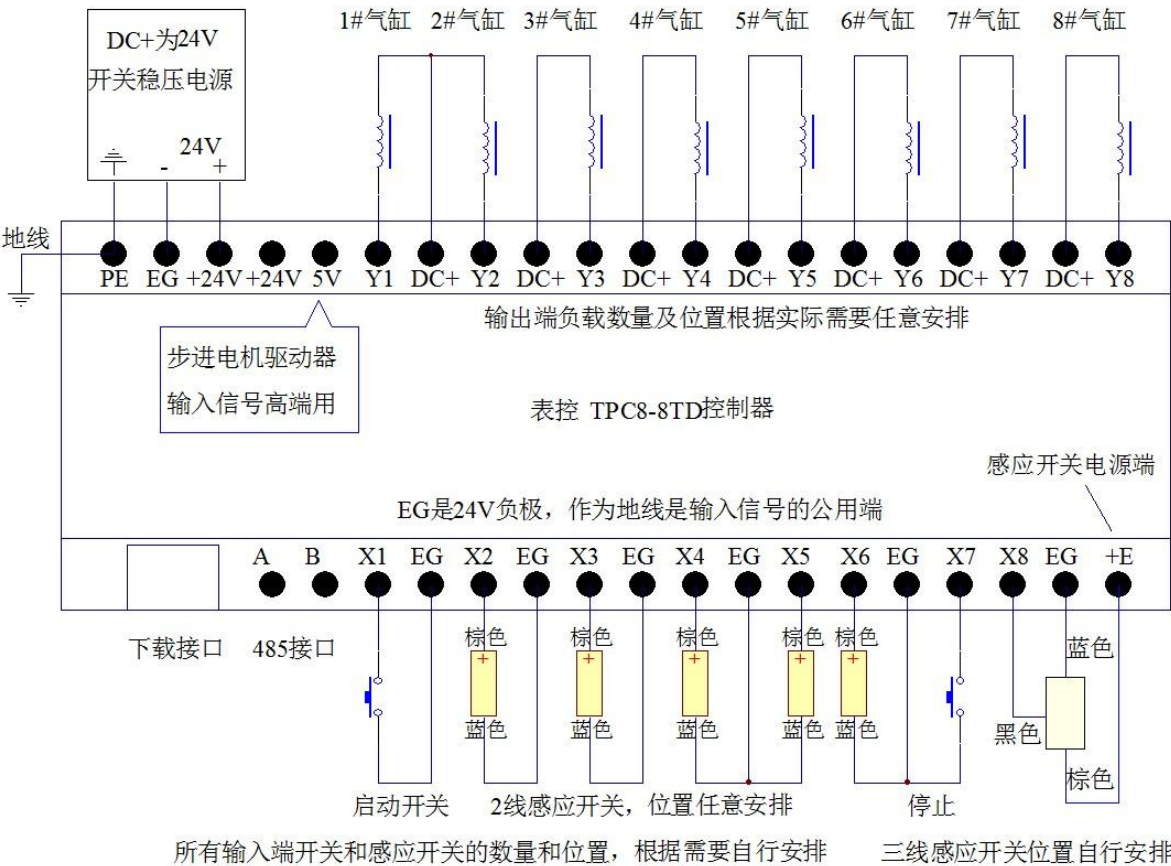 1#气缸 2#气缸 3#气缸 4#气缸 5#气缸 6#气缸 7#气缸 8#气缸
DC+为24V
开关稳压电源
24V
- +
地线
PE EG +24V +24V 5V Y1 DC+ Y2 DC+ Y3 DC+ Y4 DC+ Y5 DC+ Y6 DC+ Y7 DC+ Y8
输出端负载数量及位置根据实际需要任意安排
步进电机驱动器
输入信号高端用
表控 TPC8-8TD控制器
感应开关电源端
EG是24V负极，作为地线是输入信号的公用端
A B X1 EG X2 EG X3 EG X4 EG X5 X6 EG X7 X8 EG +E
下载接口 485接口
棕色 棕色 棕色 棕色 棕色 蓝色
+ + + + +
蓝色 蓝色 蓝色 蓝色 蓝色 黑色
棕色
启动开关 2线感应开关，位置任意安排 停止
所有输入端开关和感应开关的数量和位置，根据需要自行安排 三线感应开关位置自行安排